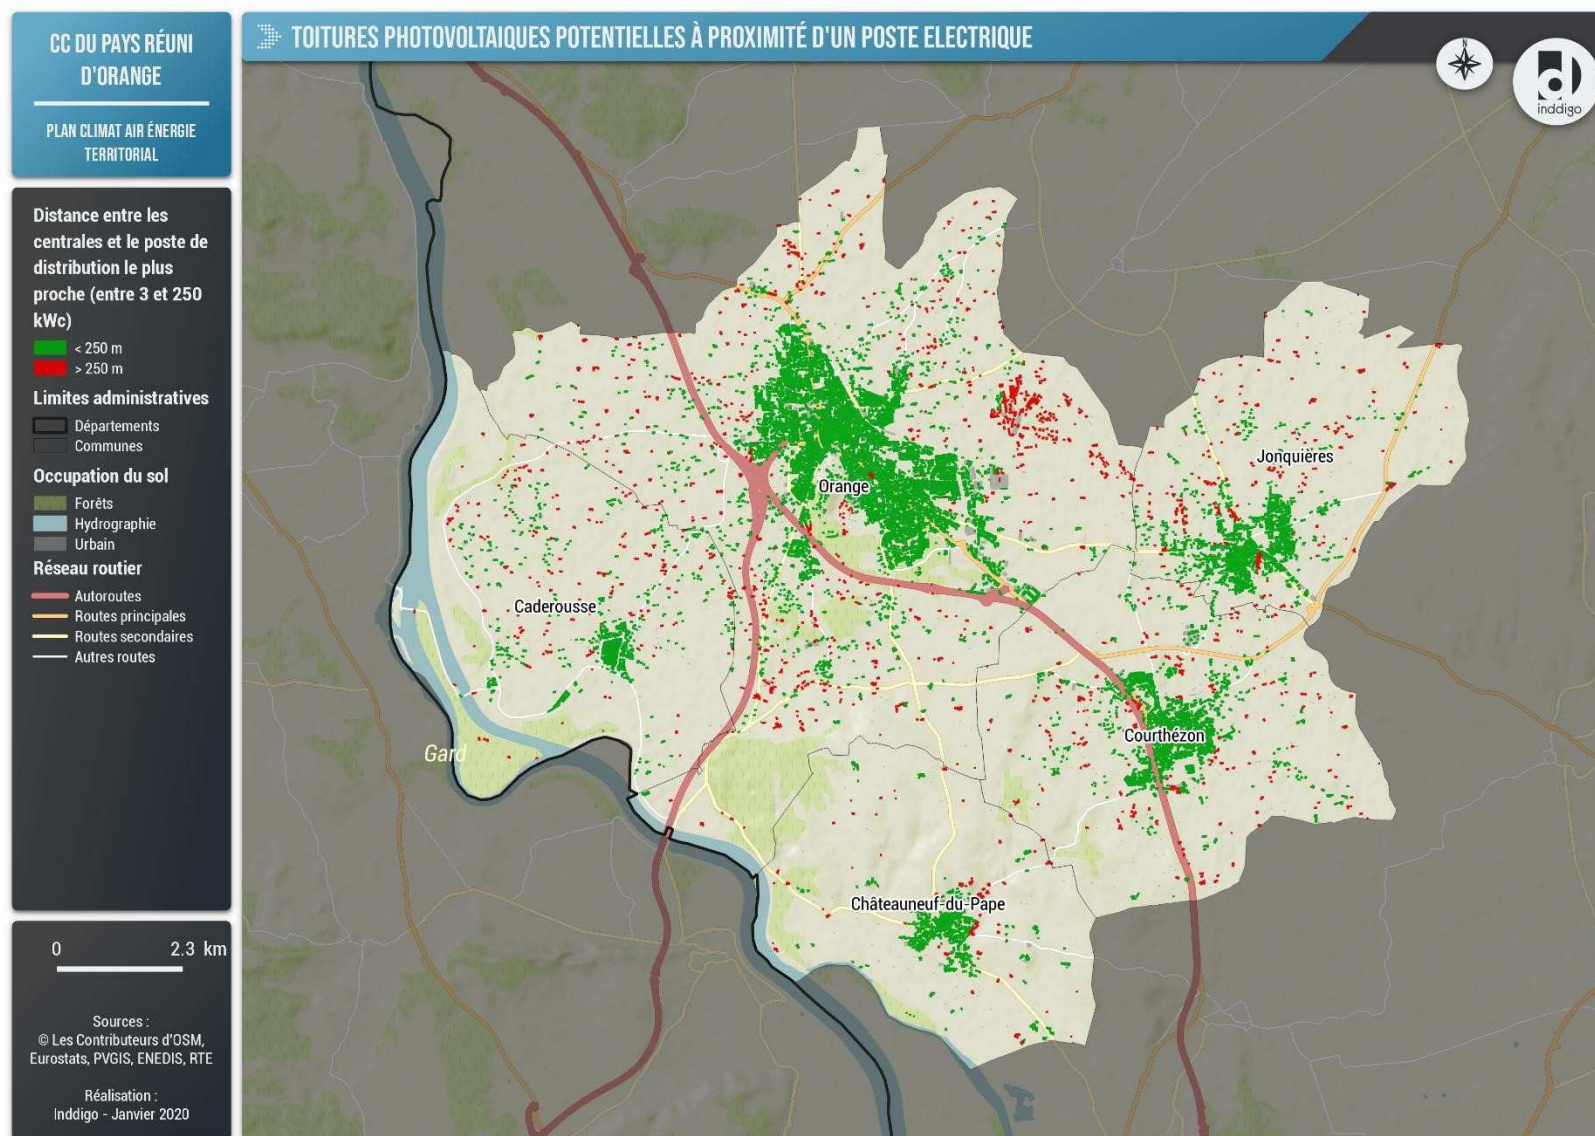 CC DU PAYS RÉUNI
D'ORANGE
PLAN CLIMAT AIR ÉNERGIE
TERRITORIAL
TOITURES PHOTOVOLTAIQUES POTENTIELLES À PROXIMITÉ D'UN POSTE ELECTRIQUE
N
inddigo
Distance entre les
centrales et le poste de
distribution le plus
proche (entre 3 et 250
kWc)
< 250 m
> 250 m
Limites administratives
Départements
Communes
Occupation du sol
Forêts
Hydrographie
Urbain
Réseau routier
Autoroutes
Routes principales
Routes secondaires
Autres routes
0 2.3 km
Sources :
© Les Contributeurs d'OSM,
Eurostats, PVGIS, ENEDIS, RTE
Réalisation :
Inddigo - Janvier 2020
Jonquières
Orange
Caderousse
Courthézon
Gard
Châteauneuf-du-Pape